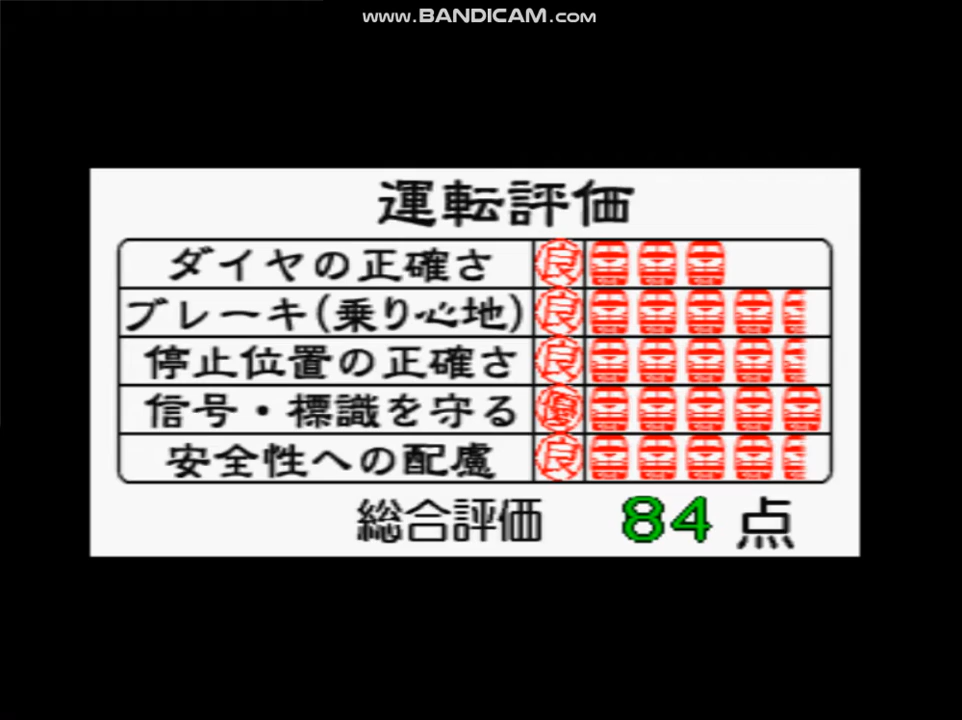 WWW.BANDICAM.COM
運転評価
ダイヤの正確さ 良
ブレーキ(乗り心地) 良
停止位置の正確さ 良
信号・標識を守る 優
安全性への配慮 良
総合評価 84 点